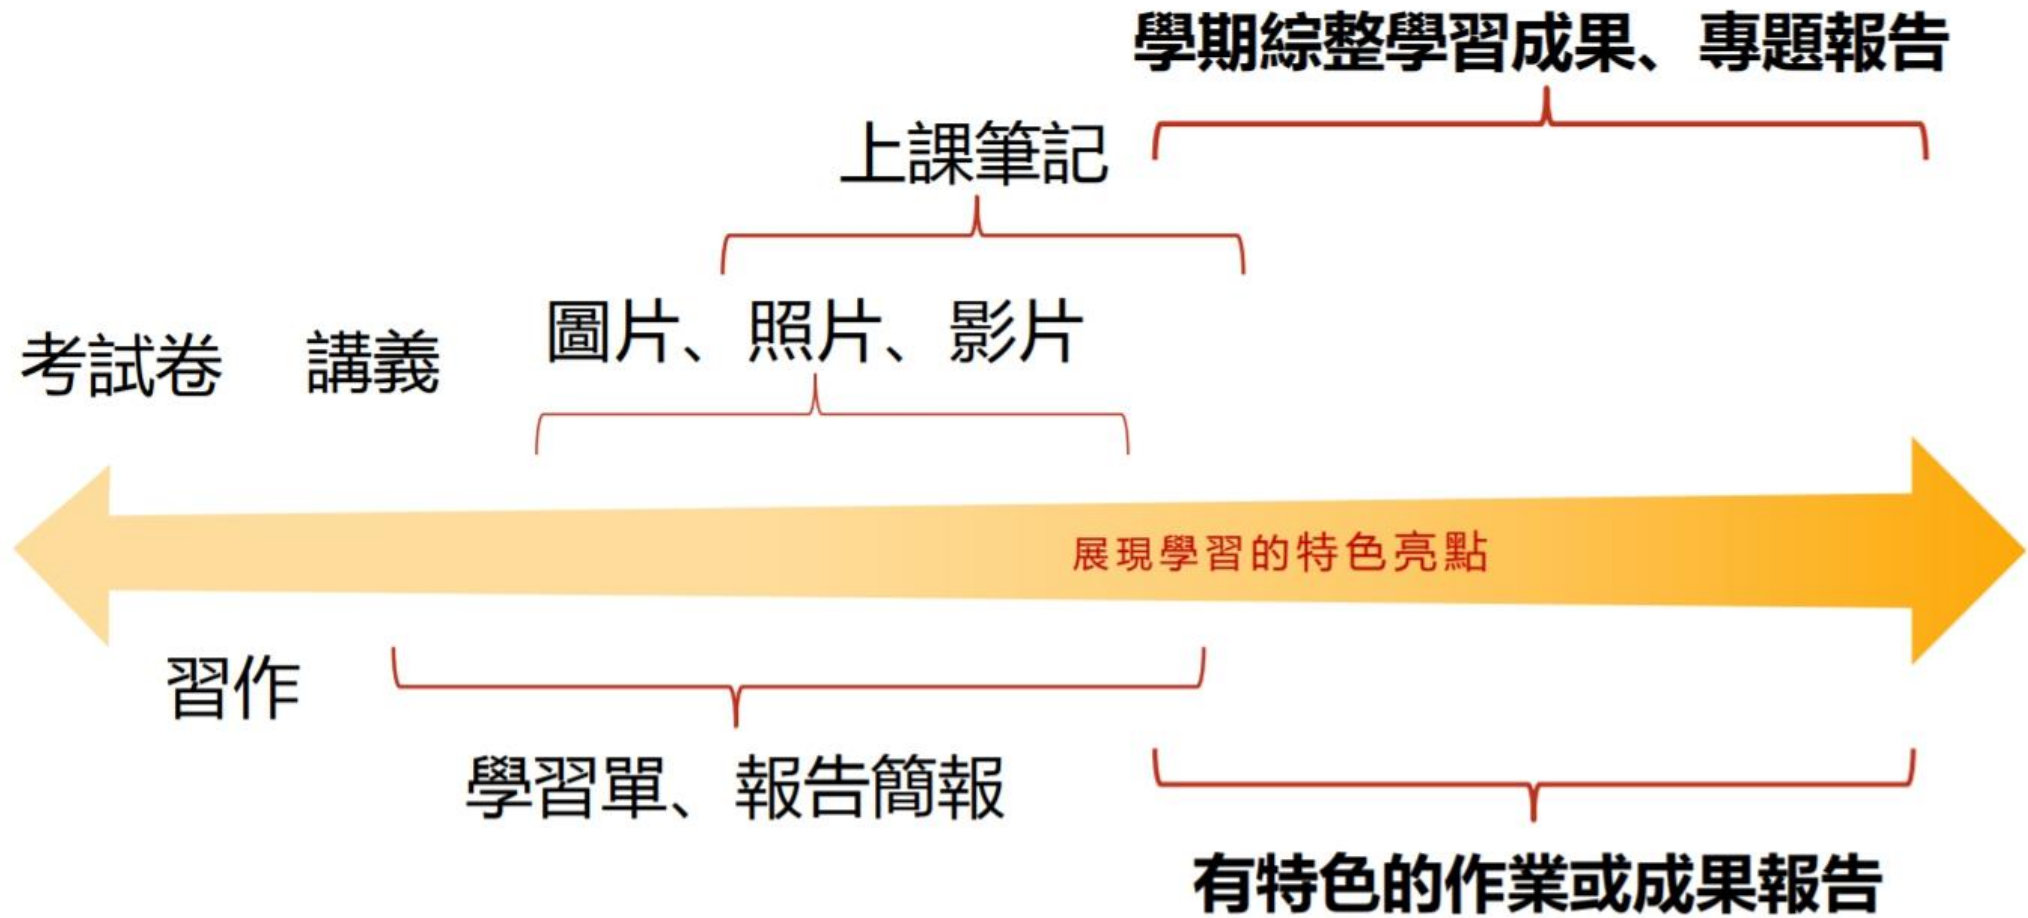 學期綜整學習成果、專題報告
上課筆記
圖片、照片、影片
考試卷
講義
展現學習的特色亮點
習作
學習單、報告簡報
有特色的作業或成果報告